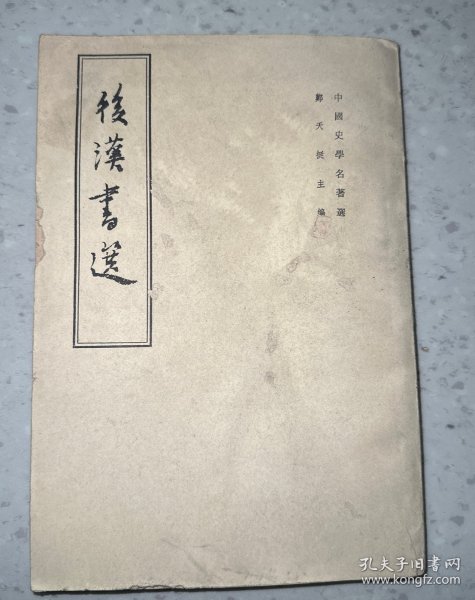 中國史學名著選
鄭天挺主編
後漢書選
孔夫子旧书网
book.kongfz.com